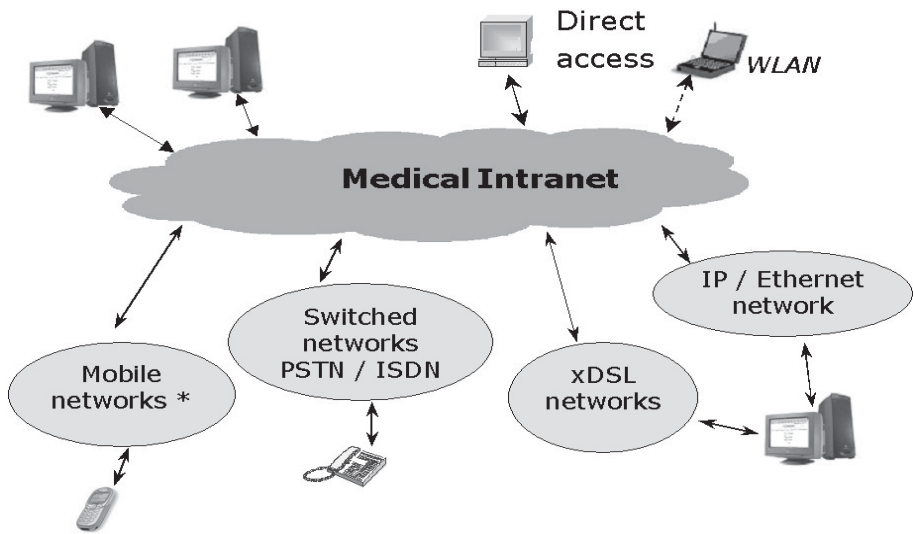 Direct
access
WLAN
Medical Intranet
IP / Ethernet
network
Switched
networks
PSTN / ISDN
Mobile
networks *
xDSL
networks